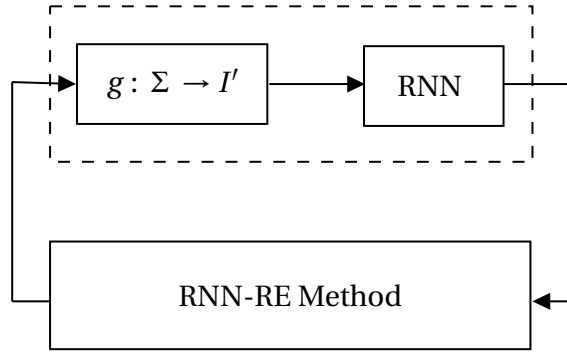 g : Σ → I′
RNN
RNN-RE Method